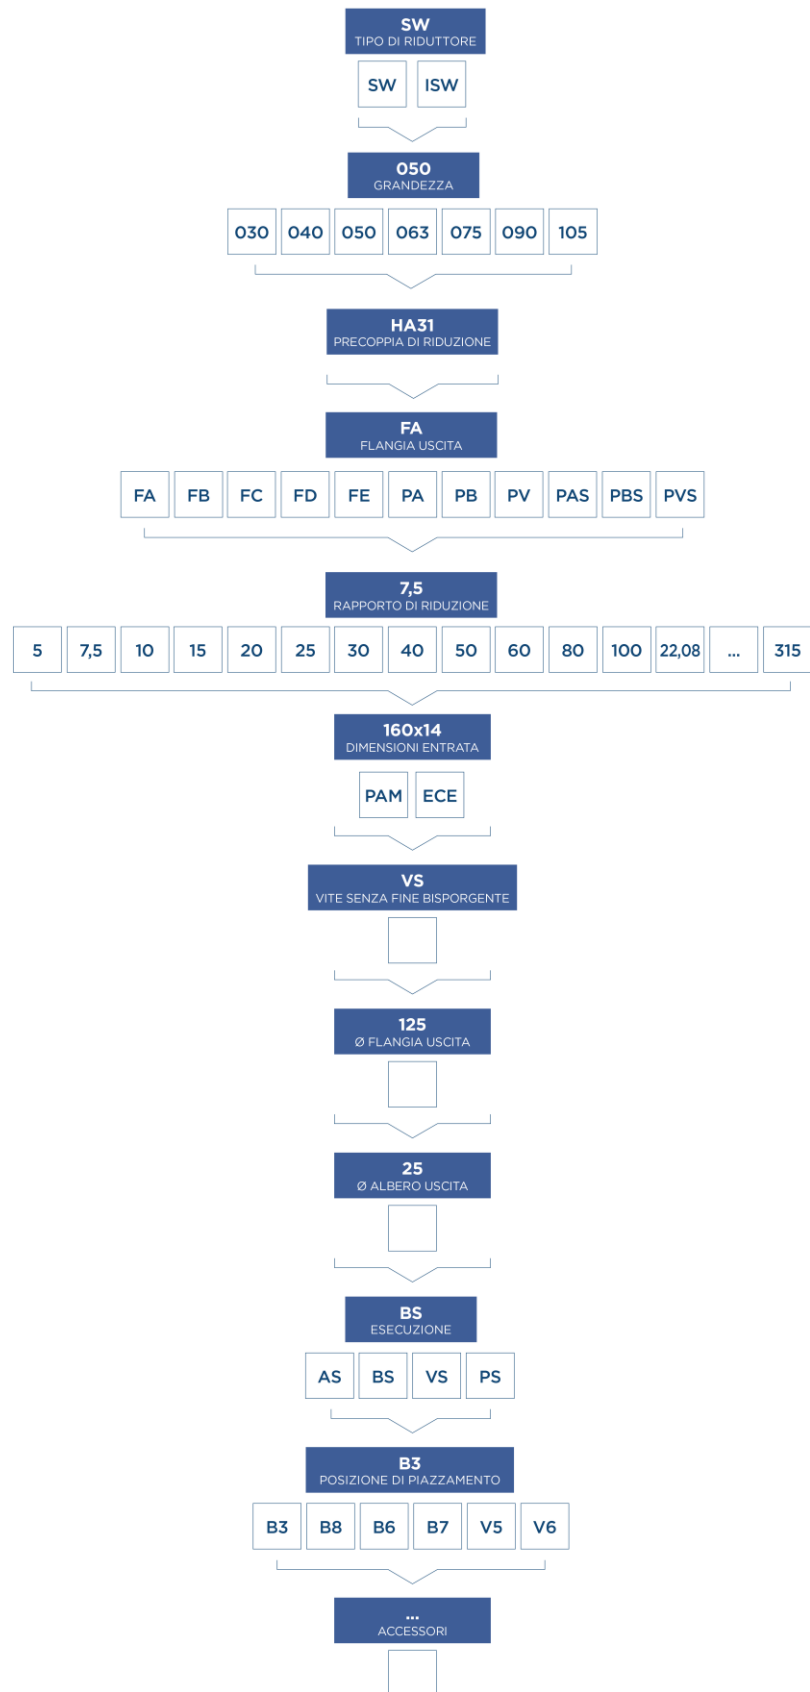 SW
TIPO DI RIDUTTORE
SW ISW
050
GRANDEZZA
030 040 050 063 075 090 105
HA31
PRECOPPIA DI RIDUZIONE
FA
FLANGIA USCITA
FA FB FC FD FE PA PB PV PAS PBS PVS
7,5
RAPPORTO DI RIDUZIONE
5 7,5 10 15 20 25 30 40 50 60 80 100 22,08 ... 315
160x14
DIMENSIONI ENTRATA
PAM ECE
VS
VITE SENZA FINE BISPORGENTE
125
Ø FLANGIA USCITA
25
Ø ALBERO USCITA
BS
ESECUZIONE
AS BS VS PS
B3
POSIZIONE DI PIAZZAMENTO
B3 B8 B6 B7 V5 V6
...
ACCESSORI